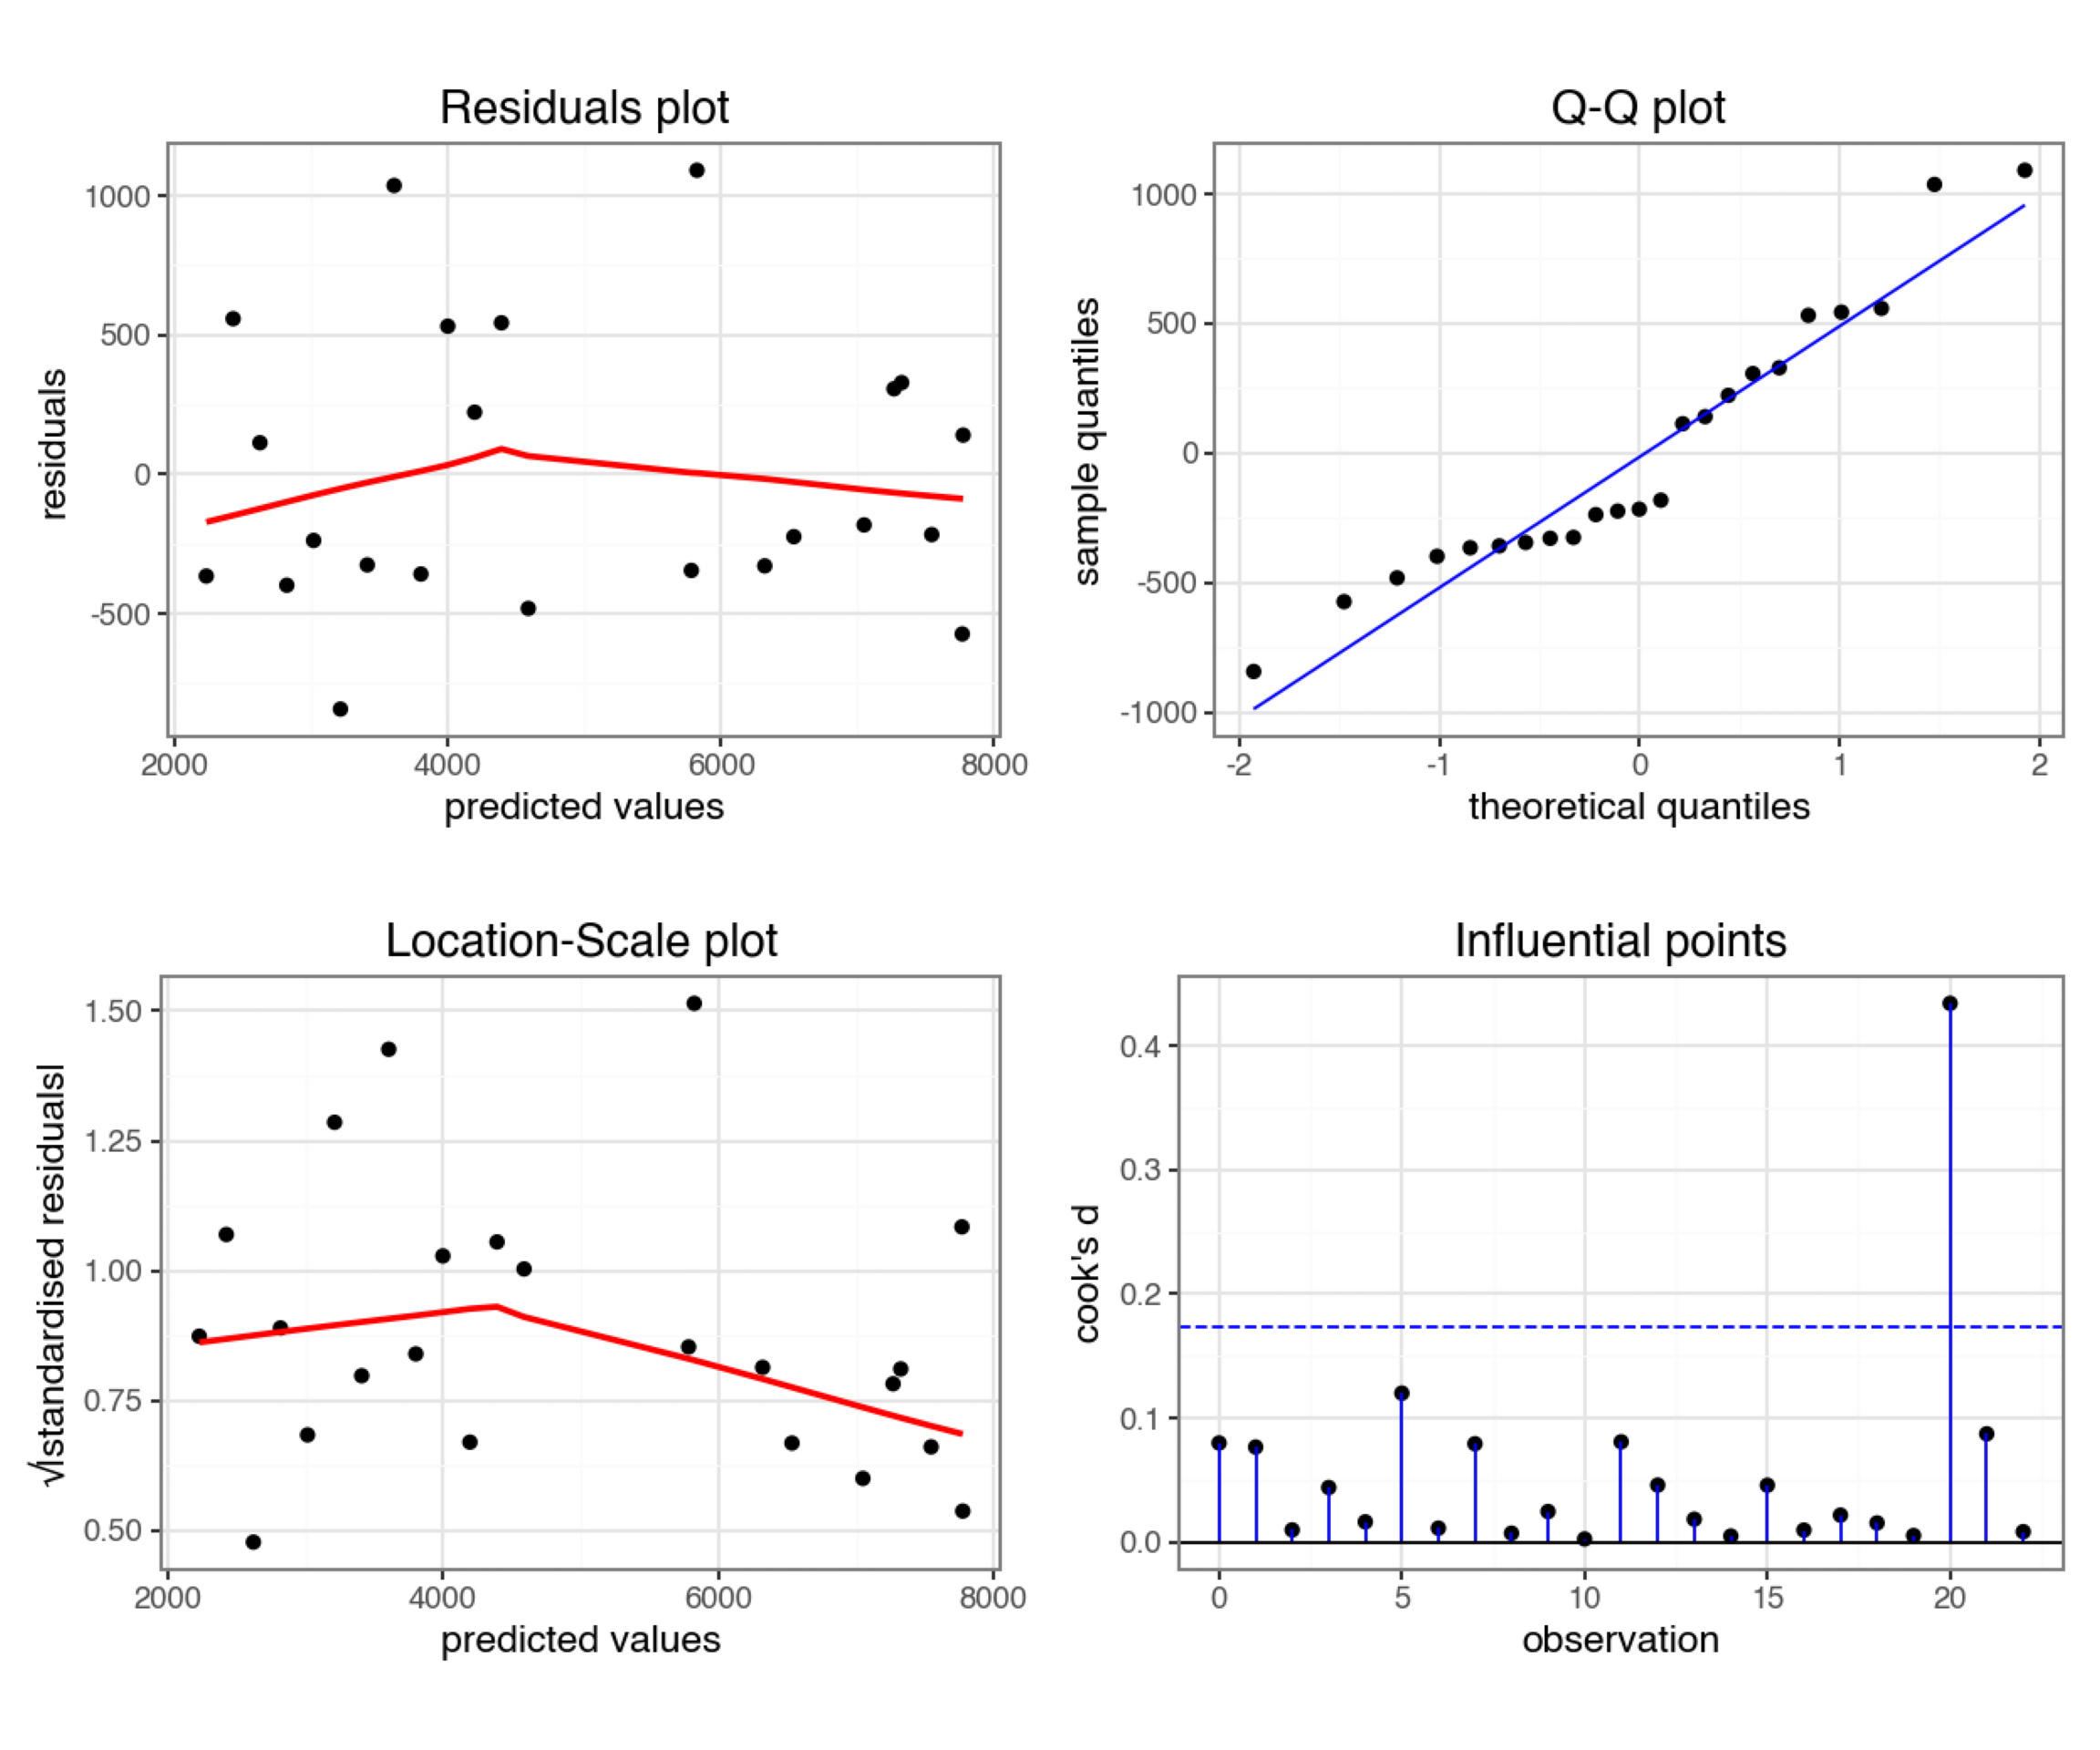 Residuals plot
1000
500
0
-500
residuals
2000 4000 6000 8000
predicted values
Q-Q plot
1000
500
0
-500
-1000
sample quantiles
-2 -1 0 1 2
theoretical quantiles
Location-Scale plot
1.50
1.25
1.00
0.75
0.50
√|standardised residuals|
2000 4000 6000 8000
predicted values
Influential points
0.4
0.3
0.2
0.1
0.0
cook's d
0 5 10 15 20
observation